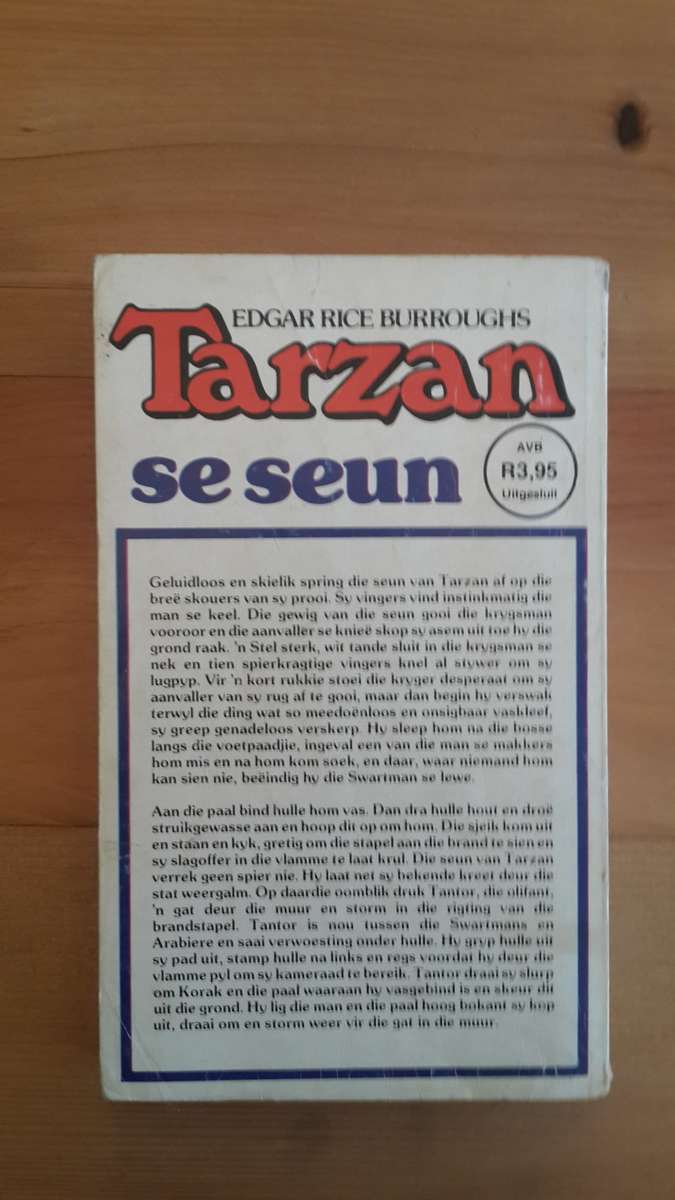 EDGAR RICE BURROUGHS
Tarzan
se seun
AVB
R3,95
Uitgesluit
Geluidloos en skielik spring die seun van Tarzan af op die
breë skouers van sy prooi. Sy vingers vind instinkmatig die
man se keel. Die gewig van die seun gooi die krygsman
vooroor en die aanvaller se knieë skop sy asem uit toe hy die
grond raak. 'n Stel sterk, wit tande sluit in die krygsman se
nek en tien spierkragtige vingers knel al stywer om sy
lugpyp. Vir 'n kort rukkie stoei die kryger desperaat om sy
aanvaller van sy rug af te gooi, maar dan begin hy verswak
terwyl die ding wat so meedoënloos en onsigbaar vaskleef,
sy greep genadeloos verskerp. Hy sleep hom na die bosse
langs die voetpaadjie, ingeval een van die man se makkers
hom mis en na hom kom soek, en daar, waar niemand hom
kan sien nie, beëindig hy die Swartman se lewe.
Aan die paal bind hulle hom vas. Dan dra hulle hout en droë
struikgewasse aan en hoop dit op om hom. Die sjeik kom uit
en staan en kyk, gretig om die stapel aan die brand te sien en
sy slagoffer in die vlamme te laat krul. Die seun van Tarzan
verrek geen spier nie. Hy laat net sy bekende kreet deur die
stat weergalm. Op daardie oomblik druk Tantor, die olifant,
'n gat deur die muur en storm in die rigting van die
brandstapel. Tantor is nou tussen die Swartmans en
Arabiere en saai verwoesting onder hulle. Hy gryp hulle uit
sy pad uit, stamp hulle na links en regs voordat hy deur die
vlamme pyl om sy kameraad te bereik. Tantor draai sy slurp
om Korak en die paal waaraan hy vasgebind is en skeur dit
uit die grond. Hy lig die man en die paal hoog bokant sy kop
uit, draai om en storm weer vir die gat in die muur.